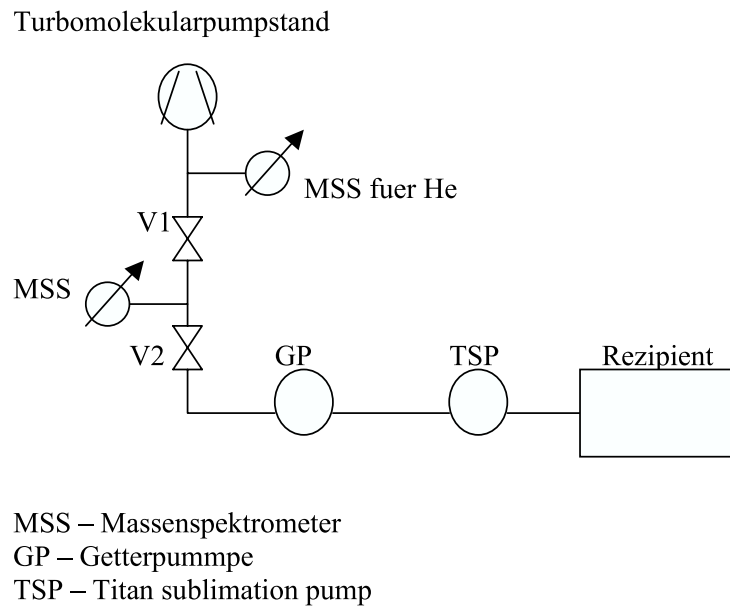 Turbomolekularpumpstand
MSS fuer He
V1
MSS
V2
GP
TSP
Rezipient
MSS – Massenspektrometer
GP – Getterpummpe
TSP – Titan sublimation pump